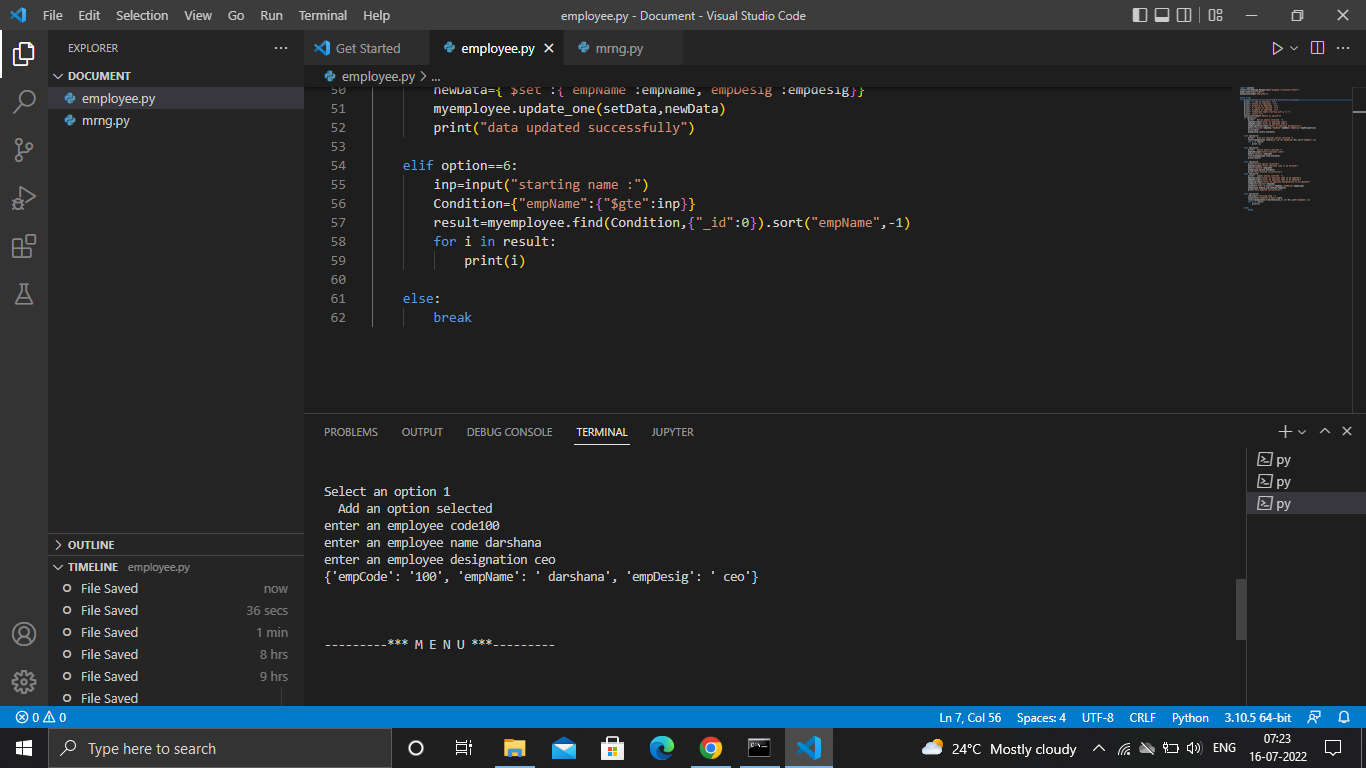 File Edit Selection View Go Run Terminal Help employee.py - Document - Visual Studio Code
EXPLORER
DOCUMENT
employee.py
mrng.py
OUTLINE
TIMELINE employee.py
File Saved now
File Saved 36 secs
File Saved 1 min
File Saved 8 hrs
File Saved 9 hrs
File Saved
Get Started employee.py mrng.py
employee.py > ...
50 newData={"$set":{"empName":empName,"empDesig":empdesig}}
51 myemployee.update_one(setData,newData)
52 print("data updated successfully")
53
54 elif option==6:
55 inp=input("starting name :")
56 Condition={"empName":{"$gte":inp}}
57 result=myemployee.find(Condition,{"_id":0}).sort("empName",-1)
58 for i in result:
59 print(i)
60
61 else:
62 break
PROBLEMS OUTPUT DEBUG CONSOLE TERMINAL JUPYTER
Select an option 1
Add an option selected
enter an employee code100
enter an employee name darshana
enter an employee designation ceo
{'empCode': '100', 'empName': ' darshana', 'empDesig': ' ceo'}
---------*** M E N U ***---------
py
py
py
0 0 Ln 7, Col 56 Spaces: 4 UTF-8 CRLF Python 3.10.5 64-bit
Type here to search 24°C Mostly cloudy ENG 07:23
16-07-2022